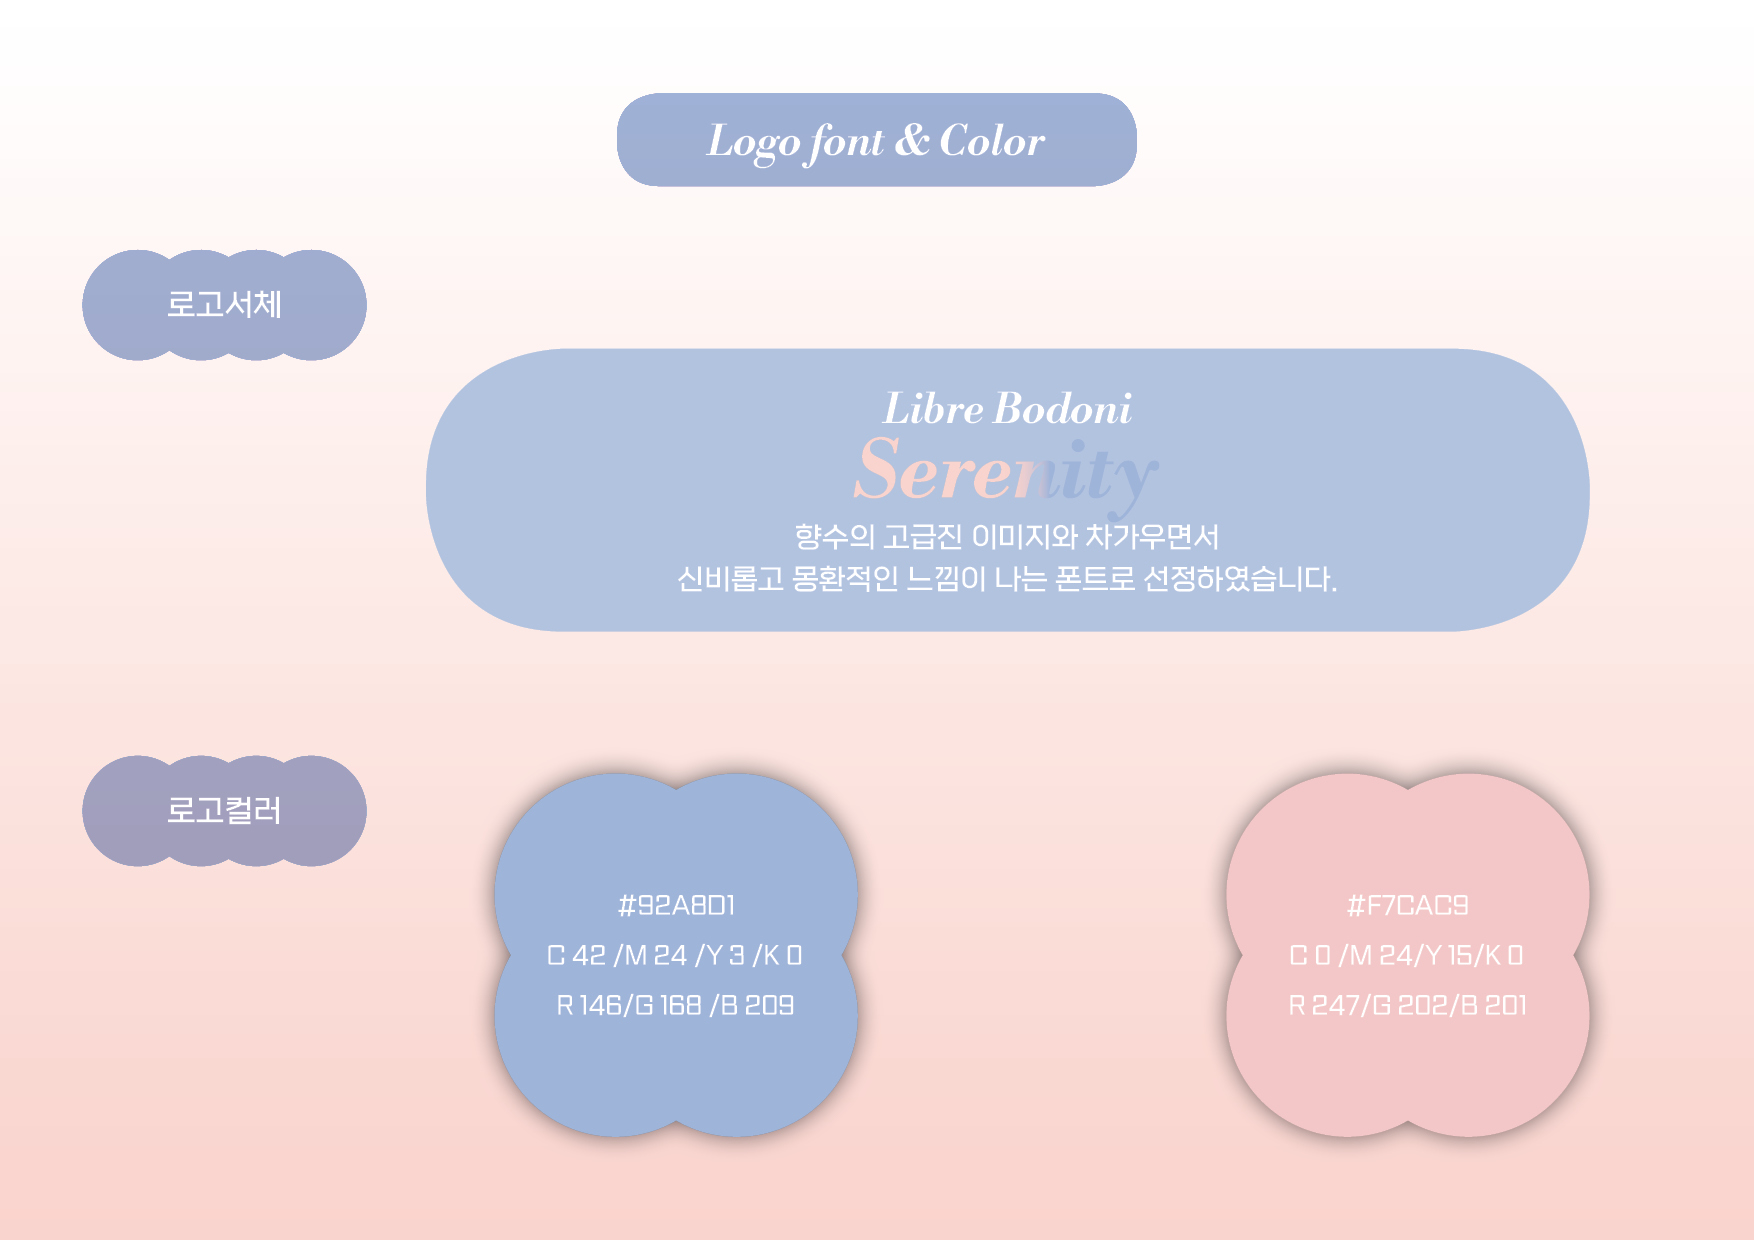 Logo font & Color
로고서체
Libre Bodoni
Serenity
향수의 고급진 이미지와 차가우면서
신비롭고 몽환적인 느낌이 나는 폰트로 선정하였습니다.
로고컬러
#92A8D1
C 42 /M 24 /Y 3 /K 0
R 146/G 168 /B 209
#F7CAC9
C 0 /M 24/Y 15/K 0
R 247/G 202/B 201